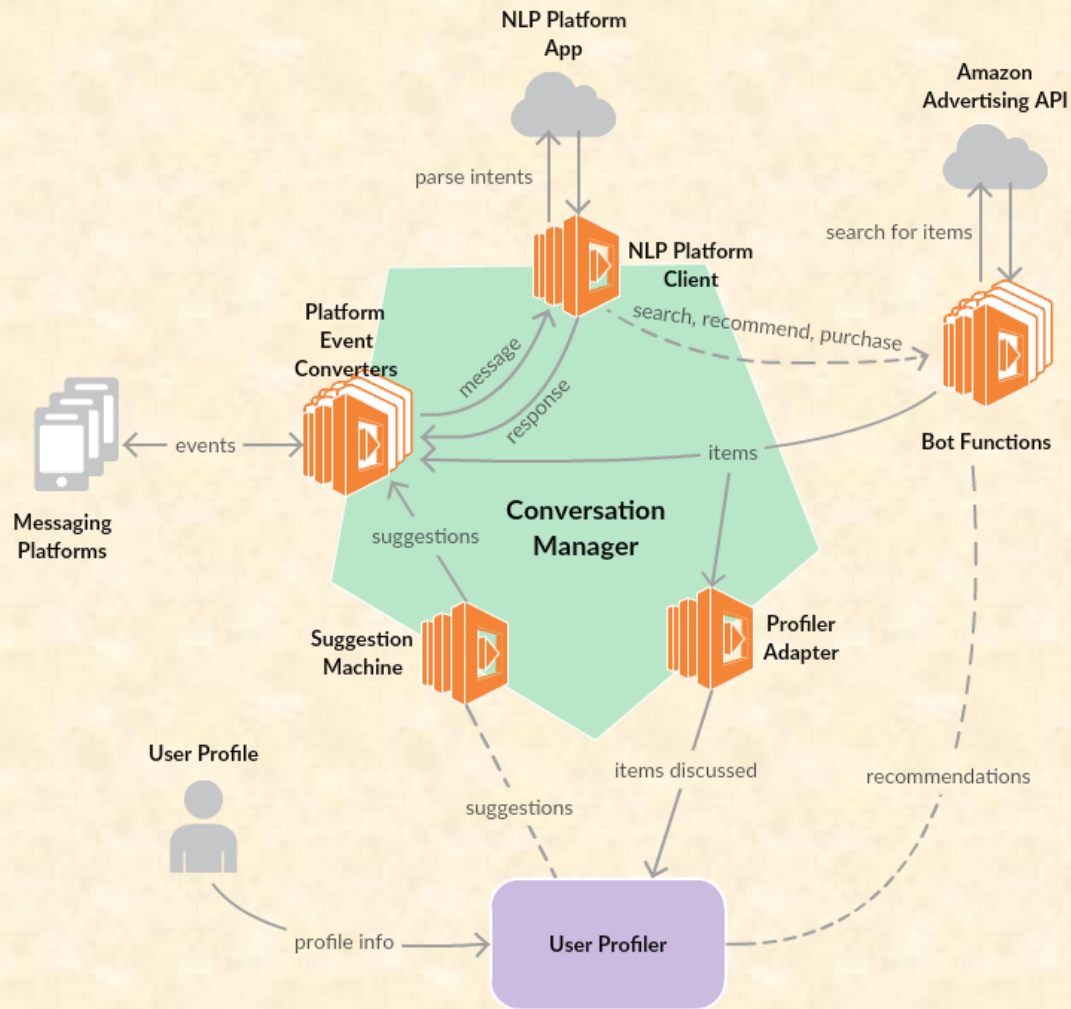 NLP Platform
App
Amazon
Advertising API
parse intents
search for items
NLP Platform
Client
Platform
Event
Converters
search, recommend, purchase
message
response
events
items
Bot Functions
Messaging
Platforms
Conversation
Manager
suggestions
Suggestion
Machine
Profiler
Adapter
User Profile
items discussed
recommendations
suggestions
profile info
User Profiler